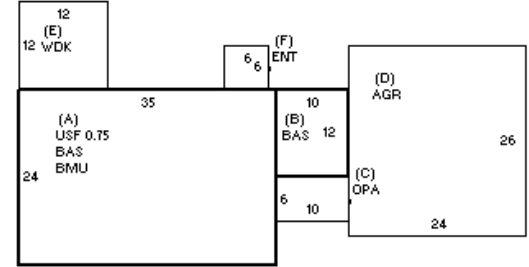 12
(E)
12 WDK
6
6
(F)
ENT
(D)
AGR
26
24
35
(A)
USF 0.75
BAS
BMU
24
10
(B)
BAS 12
(C)
OPA
6
10